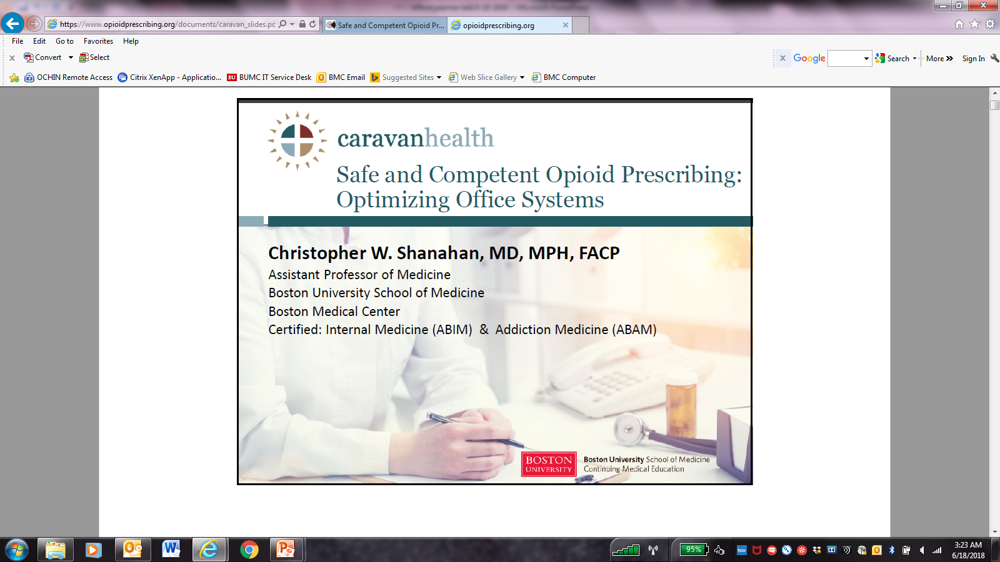 https://www.opioidprescribing.org/documents/caravan_slides.pd
Safe and Competent Opioid Pr...
opioidprescribing.org
File Edit Go to Favorites Help
Convert Select
Google Search More Sign In
OCHIN Remote Access Citrix XenApp - Applicatio... BU BUMC IT Service Desk BMC Email Suggested Sites Web Slice Gallery BMC Computer
caravanhealth
Safe and Competent Opioid Prescribing:
Optimizing Office Systems
Christopher W. Shanahan, MD, MPH, FACP
Assistant Professor of Medicine
Boston University School of Medicine
Boston Medical Center
Certified: Internal Medicine (ABIM) & Addiction Medicine (ABAM)
BOSTON
UNIVERSITY
Boston University School of Medicine
Continuing Medical Education
95%
box
3:23 AM
6/18/2018